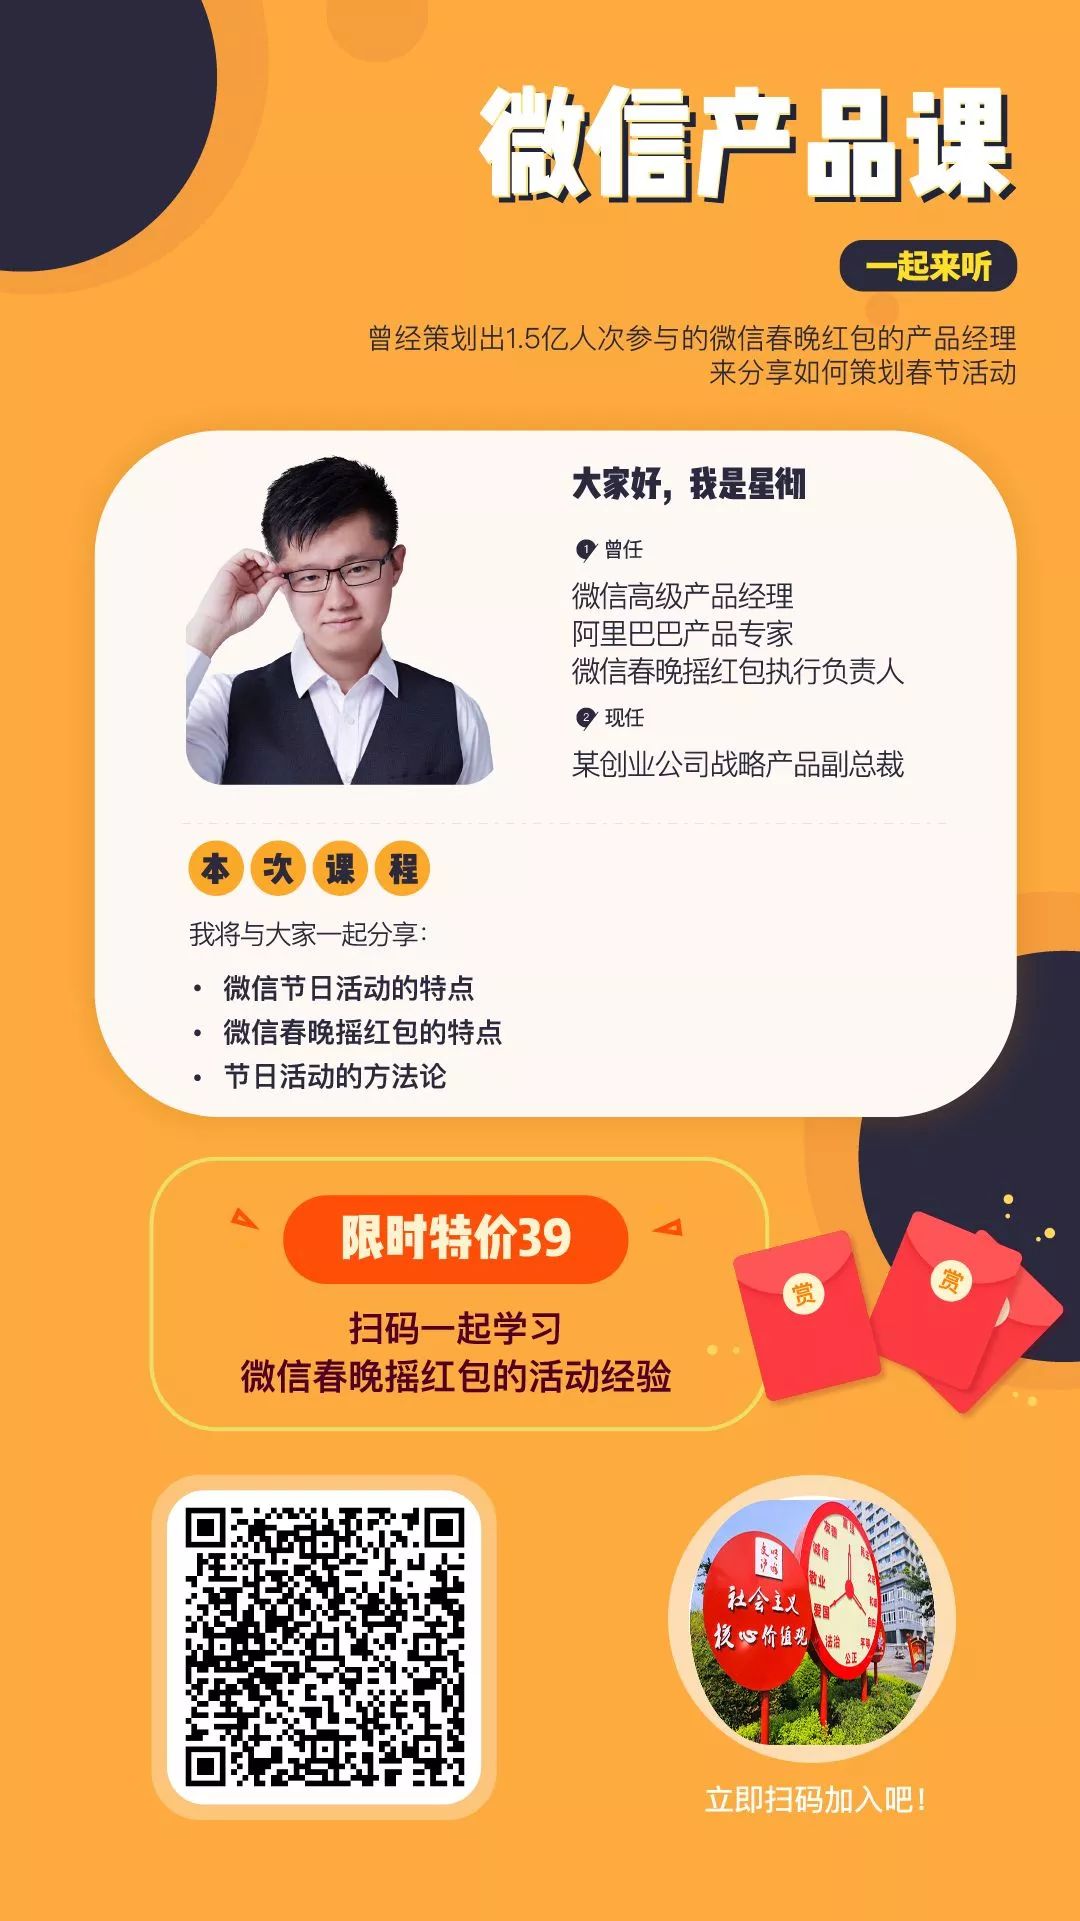 微信产品课
一起来听
曾经策划出1.5亿人次参与的微信春晚红包的产品经理
来分享如何策划春节活动
大家好，我是星彻
1 曾任
微信高级产品经理
阿里巴巴产品专家
微信春晚摇红包执行负责人
2 现任
某创业公司战略产品副总裁
本次课程
我将与大家一起分享：
• 微信节日活动的特点
• 微信春晚摇红包的特点
• 节日活动的方法论
限时特价39
扫码一起学习
微信春晚摇红包的活动经验
赏
赏
社会主义
核心价值观
友善
诚信
敬业
爱国
法治
公正
平等
自由
立即扫码加入吧！